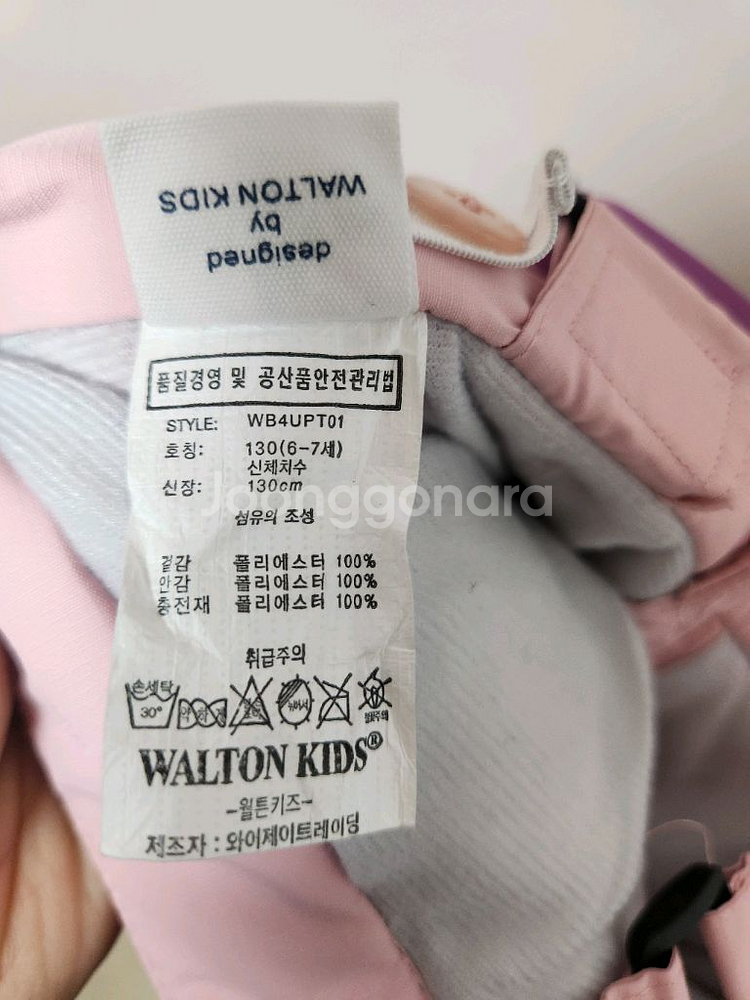 designed
by
WALTON KIDS
품질경영 및 공산품안전관리법
STYLE: WB4UPT01
호칭: 130(6-7세)
신체치수
신장: 130cm
섬유의 조성
겉감 폴리에스터 100%
안감 폴리에스터 100%
충전재 폴리에스터 100%
취급주의
손세탁
30°
뉘어서
WALTON KIDS®
-월튼키즈-
제조자 : 와이제이트레이딩
Joonggonara